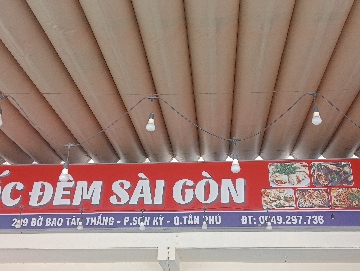 ỐC ĐÊM SÀI GÒN
219 BỜ BAO TÂN THẮNG - P.SƠN KỲ - Q.TÂN PHÚ ĐT: 0949.297.736